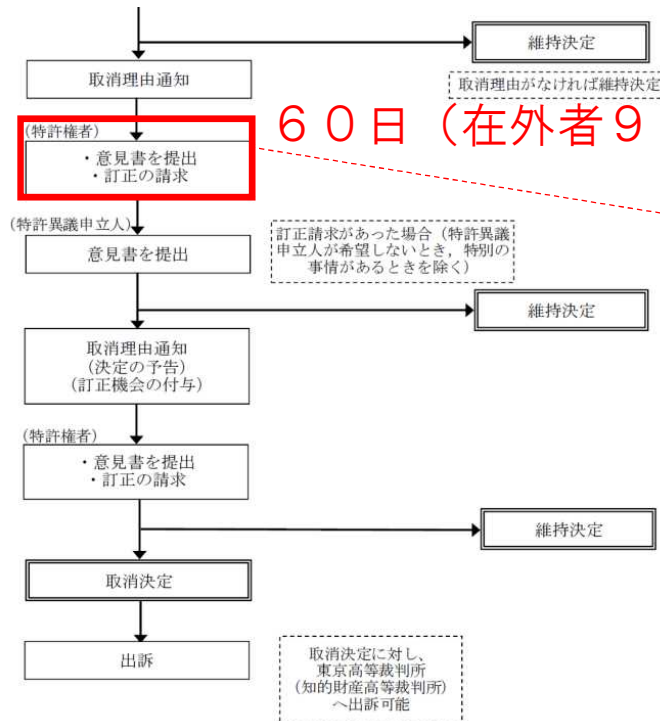 維持決定
取消理由通知
取消理由がなければ維持決定
60日(在外者9
(特許権者)
・意見書を提出
・訂正の請求
(特許異議申立人)
意見書を提出
訂正請求があった場合(特許異議
申立人が希望しないとき,特別の
事情があるときを除く)
維持決定
取消理由通知
(決定の予告)
(訂正機会の付与)
(特許権者)
・意見書を提出
・訂正の請求
維持決定
取消決定
出訴
取消決定に対し、
東京高等裁判所
(知的財産高等裁判所)
へ出訴可能